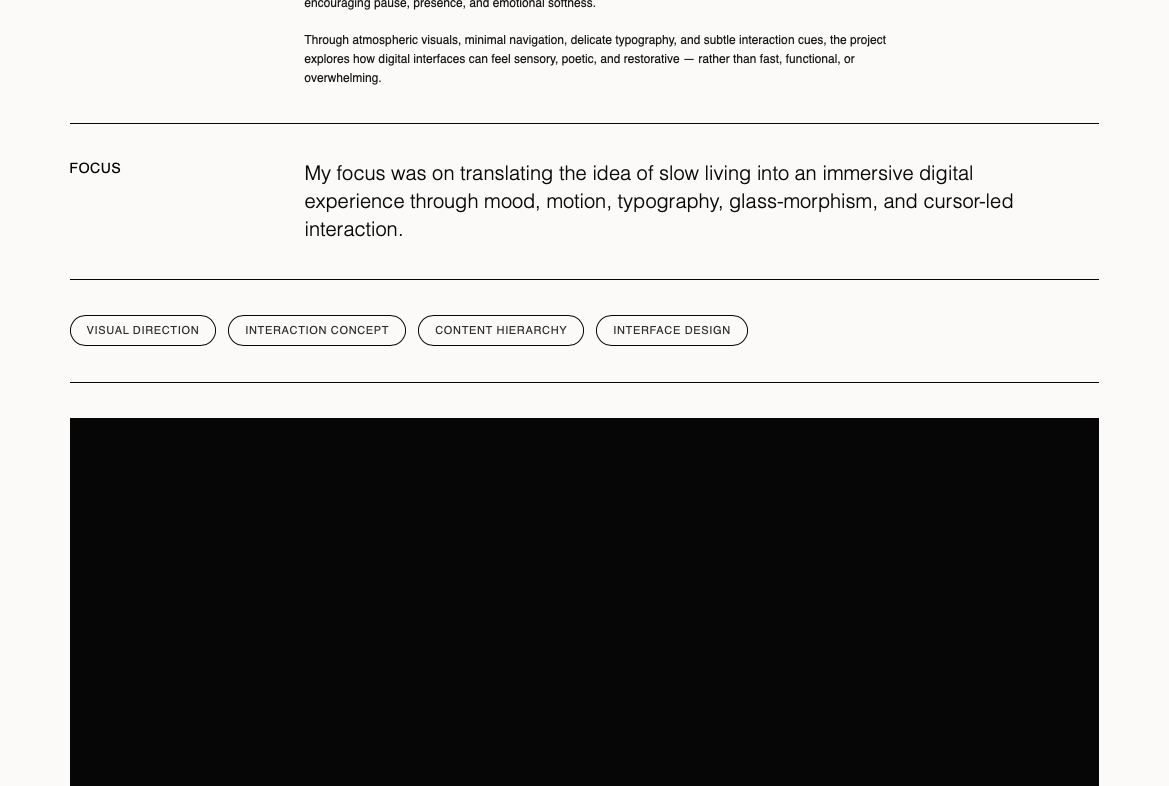 encouraging pause, presence, and emotional softness.
Through atmospheric visuals, minimal navigation, delicate typography, and subtle interaction cues, the project
explores how digital interfaces can feel sensory, poetic, and restorative — rather than fast, functional, or
overwhelming.
FOCUS
My focus was on translating the idea of slow living into an immersive digital
experience through mood, motion, typography, glass-morphism, and cursor-led
interaction.
VISUAL DIRECTION
INTERACTION CONCEPT
CONTENT HIERARCHY
INTERFACE DESIGN